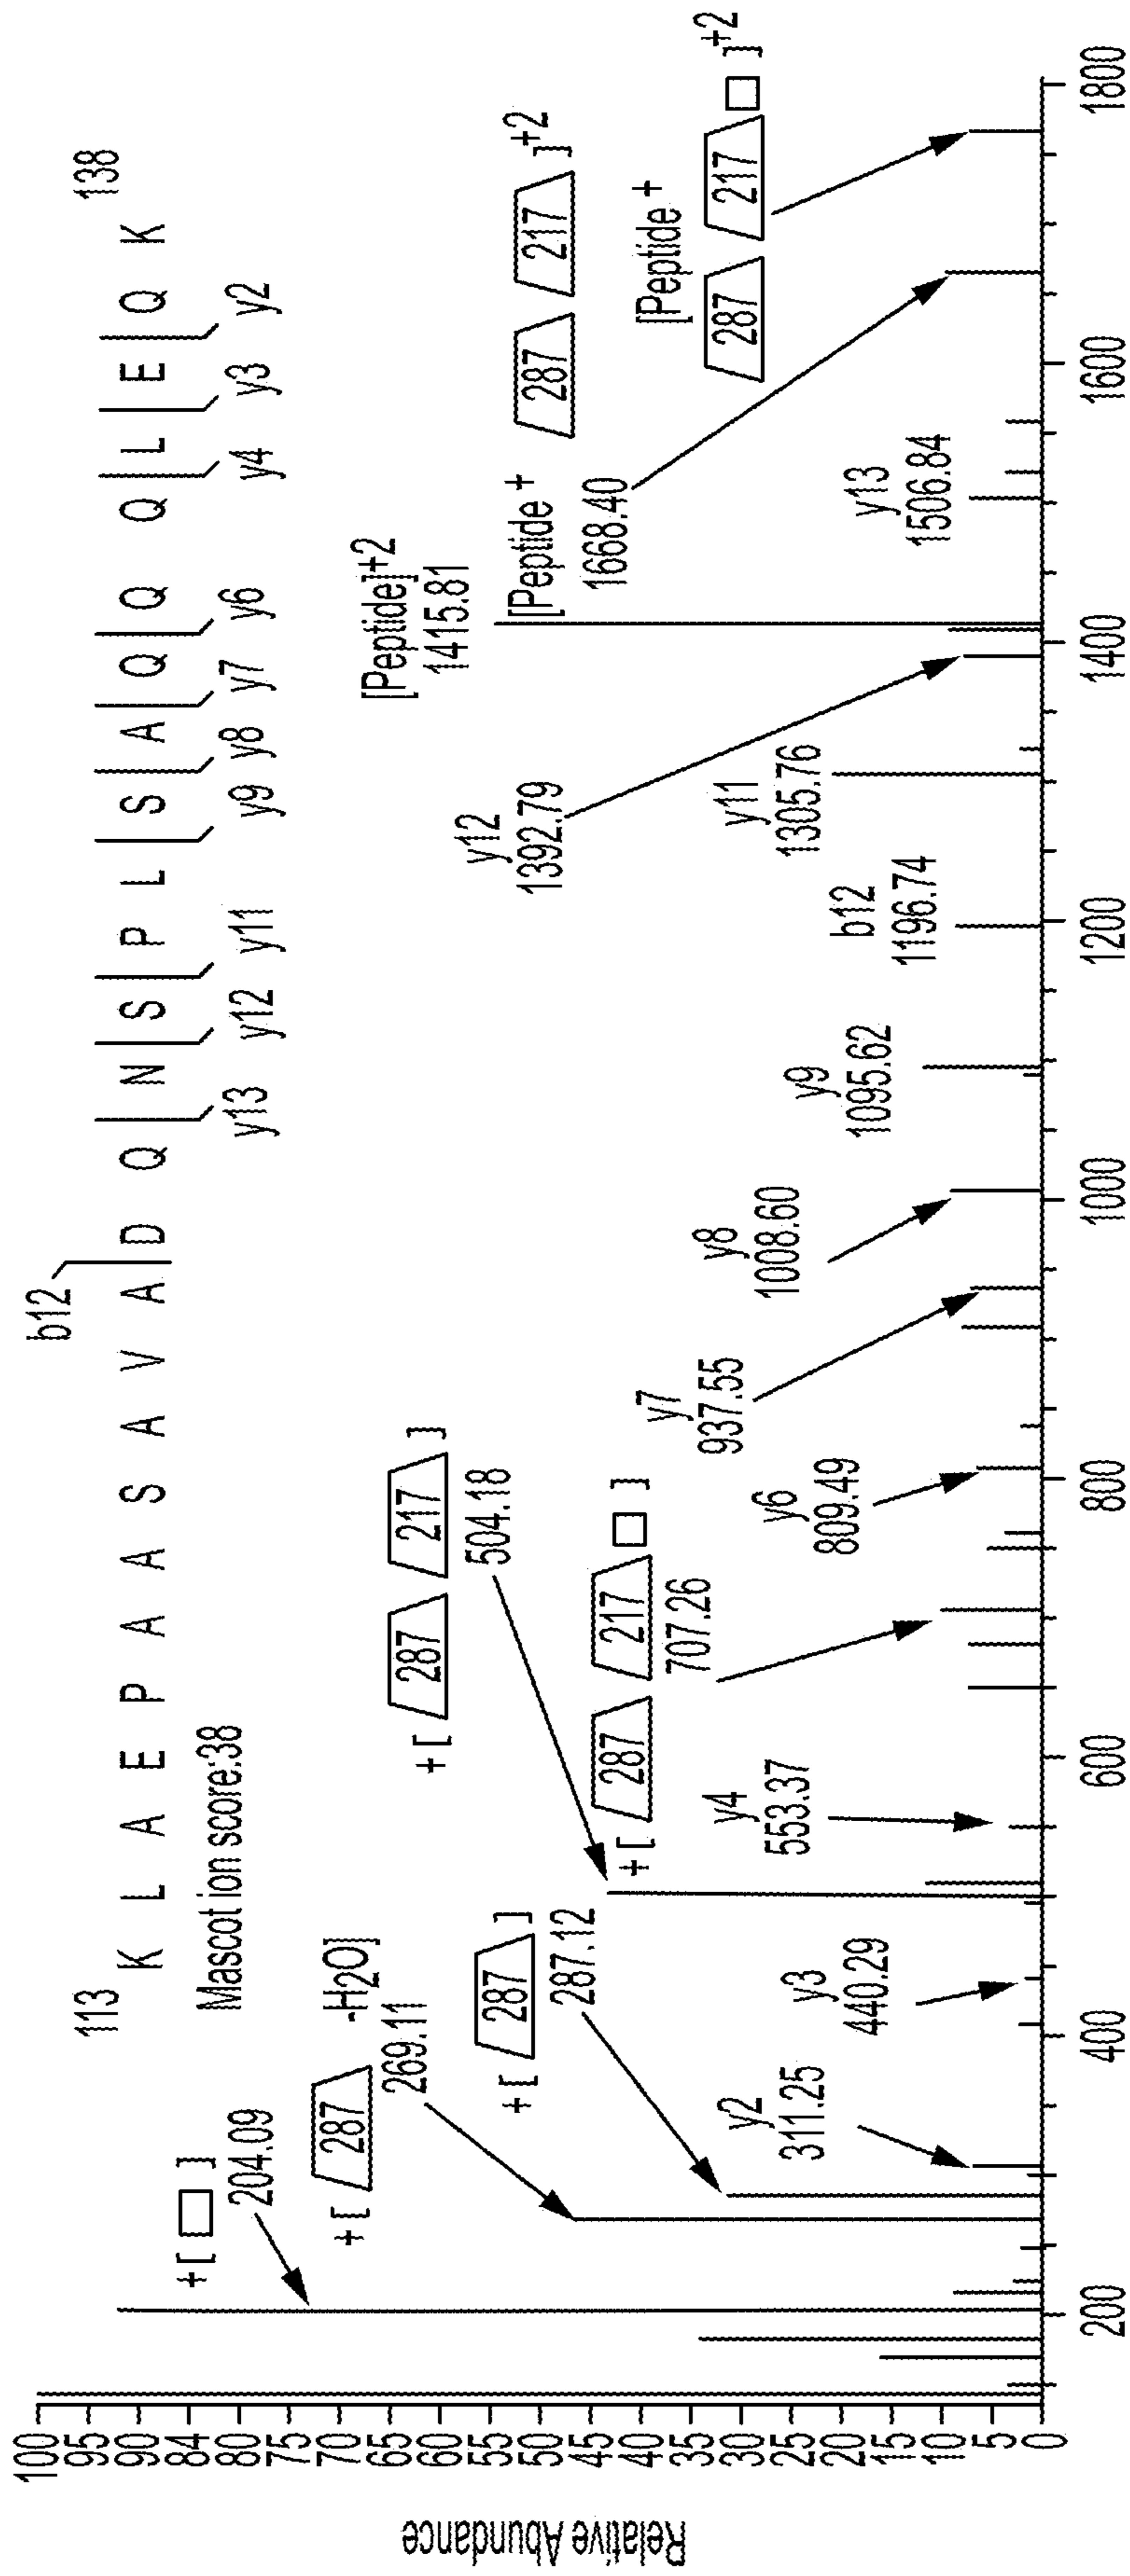 113 K L A E P A A S A V A D Q N S P L S A Q Q Q L E Q K 138
b12
y13 y12 y11 y9 y8 y7 y6 y4 y3 y2
Mascot ion score:38
+[ ]
204.09
+[ 287 -H2O]
269.11
+[ 287 ]
287.12
+[ 287 217 ]
504.18
+[ 287 217 ]
707.26
[Peptide]+2
1415.81
[Peptide+ 287 217 ]+2
1668.40
[Peptide+
287 217 ]+2
y2
311.25
y3
440.29
y4
553.37
y6
809.49
y7
937.55
y8
1008.60
y9
1095.62
b12
1196.74
y11
1305.76
y12
1392.79
y13
1506.84
Relative Abundance
100
95
90
84
80
75
70
65
60
55
50
45
40
35
30
25
20
15
10
5
0
200 400 600 800 1000 1200 1400 1600 1800